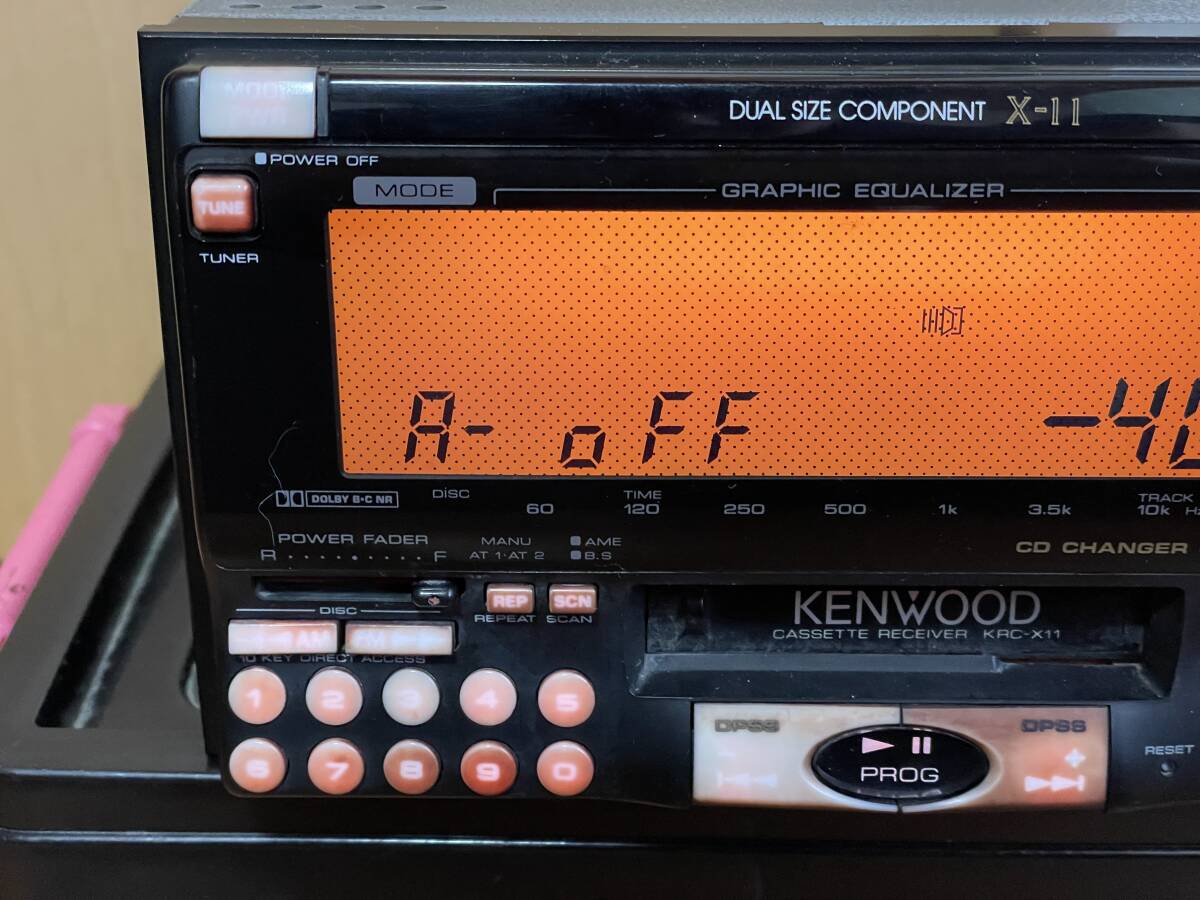 DUAL SIZE COMPONENT X-11
POWER OFF
MODE
GRAPHIC EQUALIZER
TUNE
TUNER
A- oFF
DOLBY B·C NR
DISC
TIME
TRACK
60 120 250 500 1k 3.5k 10k
POWER FADER
R F
MANU
AT 1·AT 2
AME
B.S
CD CHANGER
DISC
REP
SCN
REPEAT SCAN
AM
FM
10 KEY DIRECT ACCESS
KENWOOD
CASSETTE RECEIVER KRC-X11
1 2 3 4 5
6 7 8 9 0
DPSS
DPSS
+
PROG
RESET